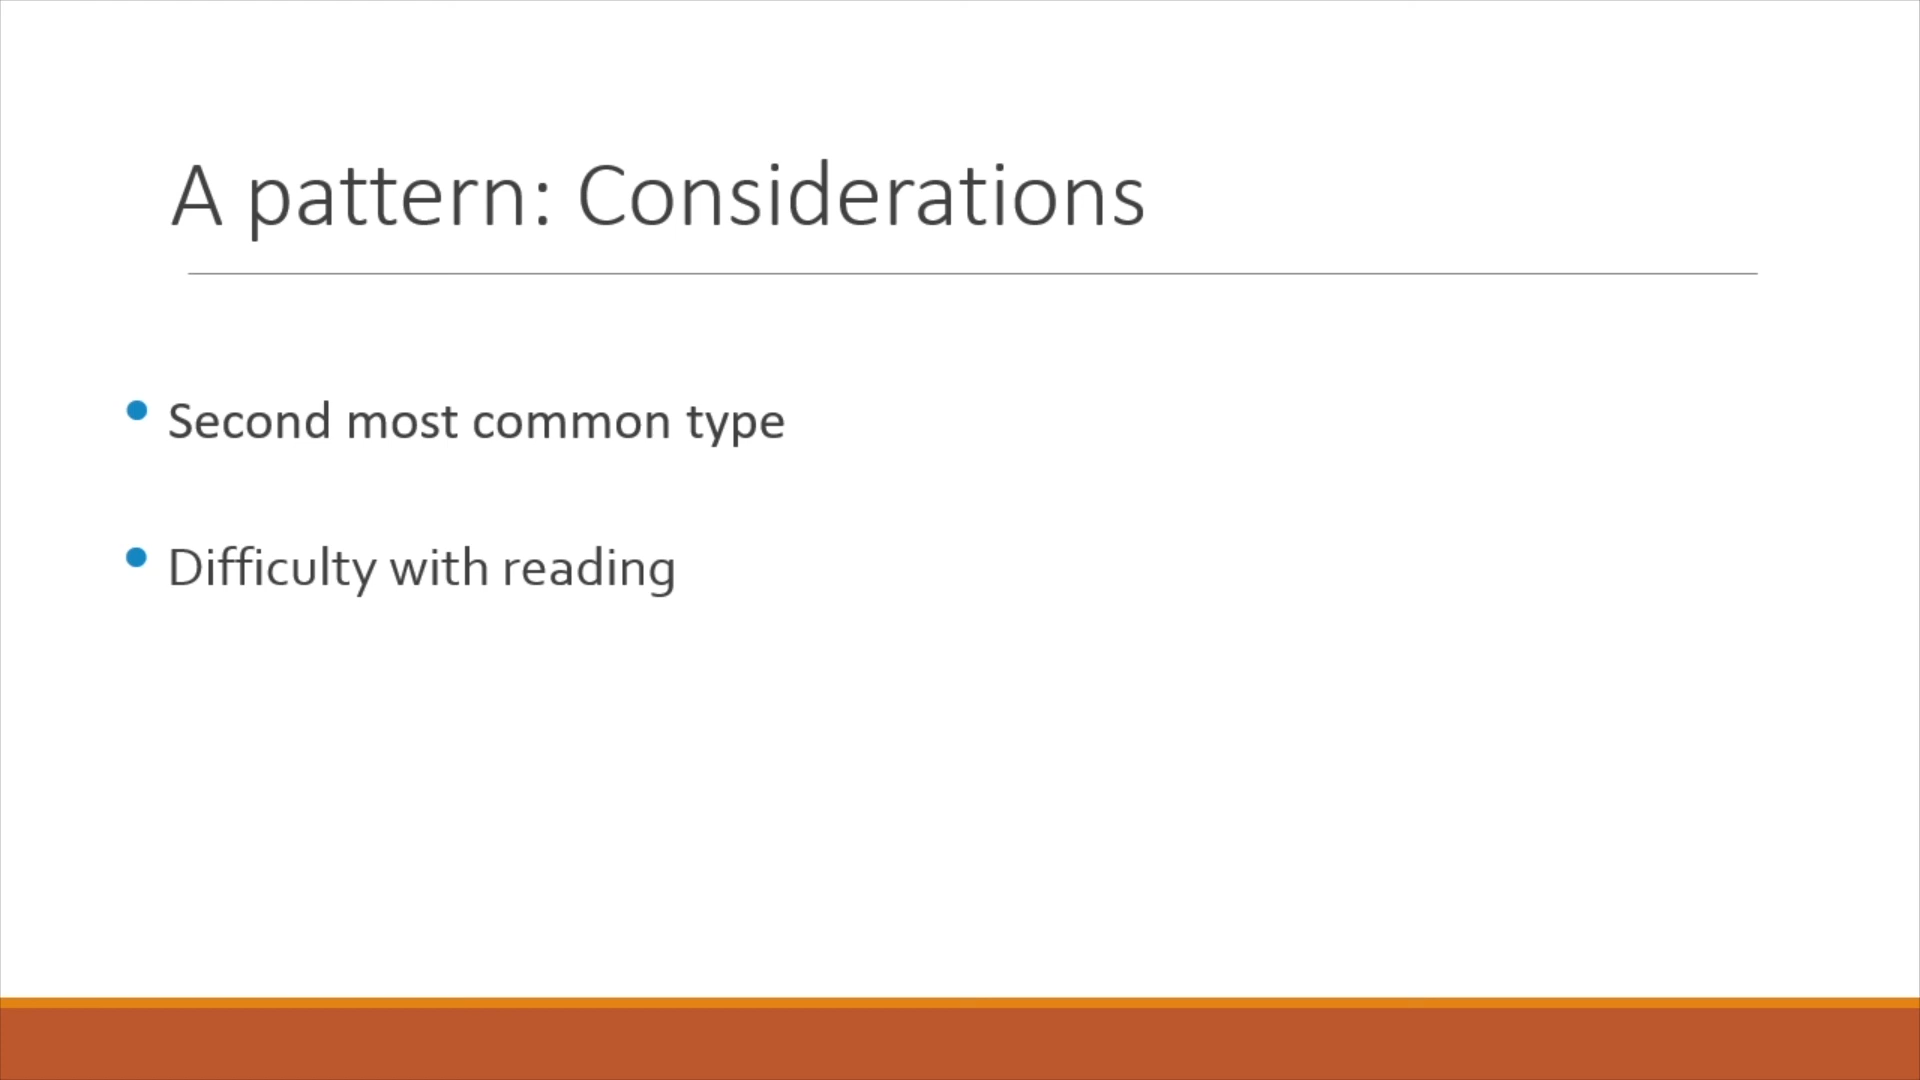 A pattern: Considerations
• Second most common type
• Difficulty with reading